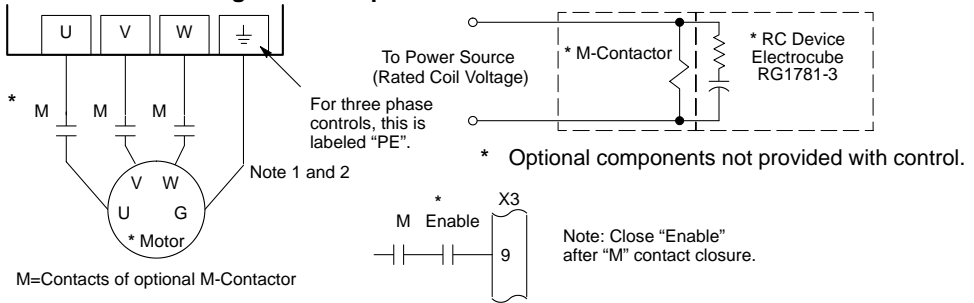 U V W
To Power Source
(Rated Coil Voltage)
* M-Contactor
* RC Device
Electrocube
RG1781-3
*
M M M
For three phase
controls, this is
labeled “PE”.
Note 1 and 2
* Optional components not provided with control.
V W
U G
* Motor
M=Contacts of optional M-Contactor
*
M Enable
X3
9
Note: Close “Enable”
after “M” contact closure.